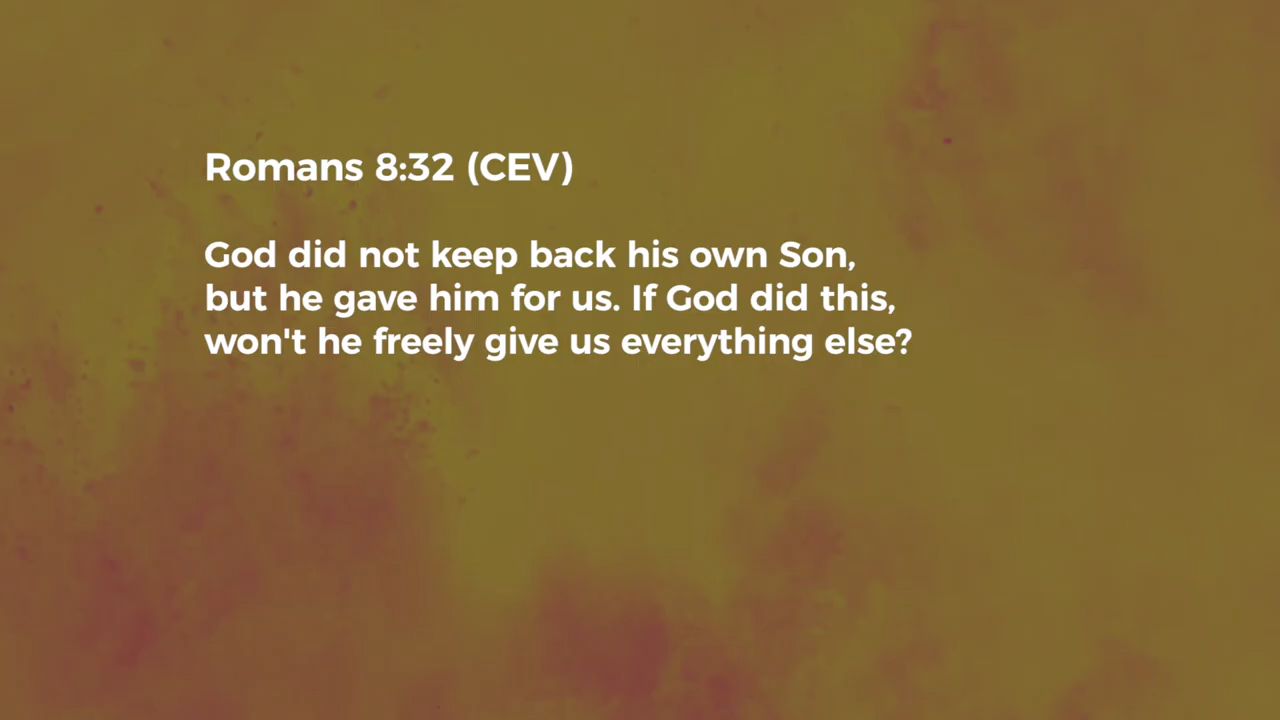 Romans 8:32 (CEV)
God did not keep back his own Son,
but he gave him for us. If God did this,
won't he freely give us everything else?